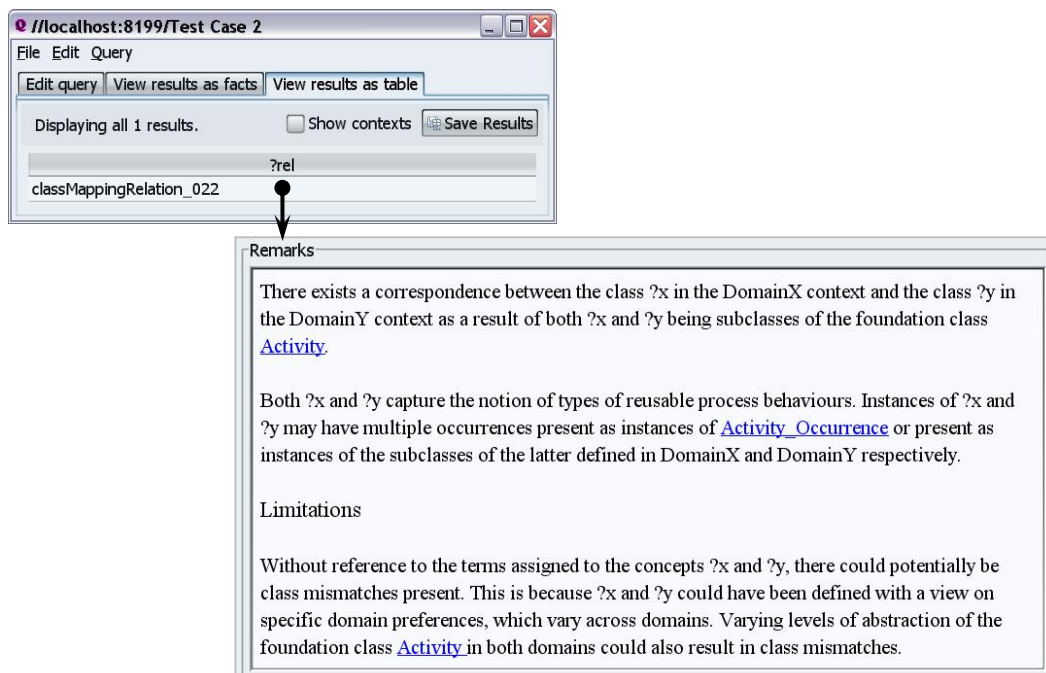 //localhost:8199/Test Case 2
File Edit Query
Edit query View results as facts View results as table
Displaying all 1 results. Show contexts Save Results
?rel
classMappingRelation_022
Remarks
There exists a correspondence between the class ?x in the DomainX context and the class ?y in
the DomainY context as a result of both ?x and ?y being subclasses of the foundation class
Activity.
Both ?x and ?y capture the notion of types of reusable process behaviours. Instances of ?x and
?y may have multiple occurrences present as instances of Activity_Occurrence or present as
instances of the subclasses of the latter defined in DomainX and DomainY respectively.
Limitations
Without reference to the terms assigned to the concepts ?x and ?y, there could potentially be
class mismatches present. This is because ?x and ?y could have been defined with a view on
specific domain preferences, which vary across domains. Varying levels of abstraction of the
foundation class Activity in both domains could also result in class mismatches.